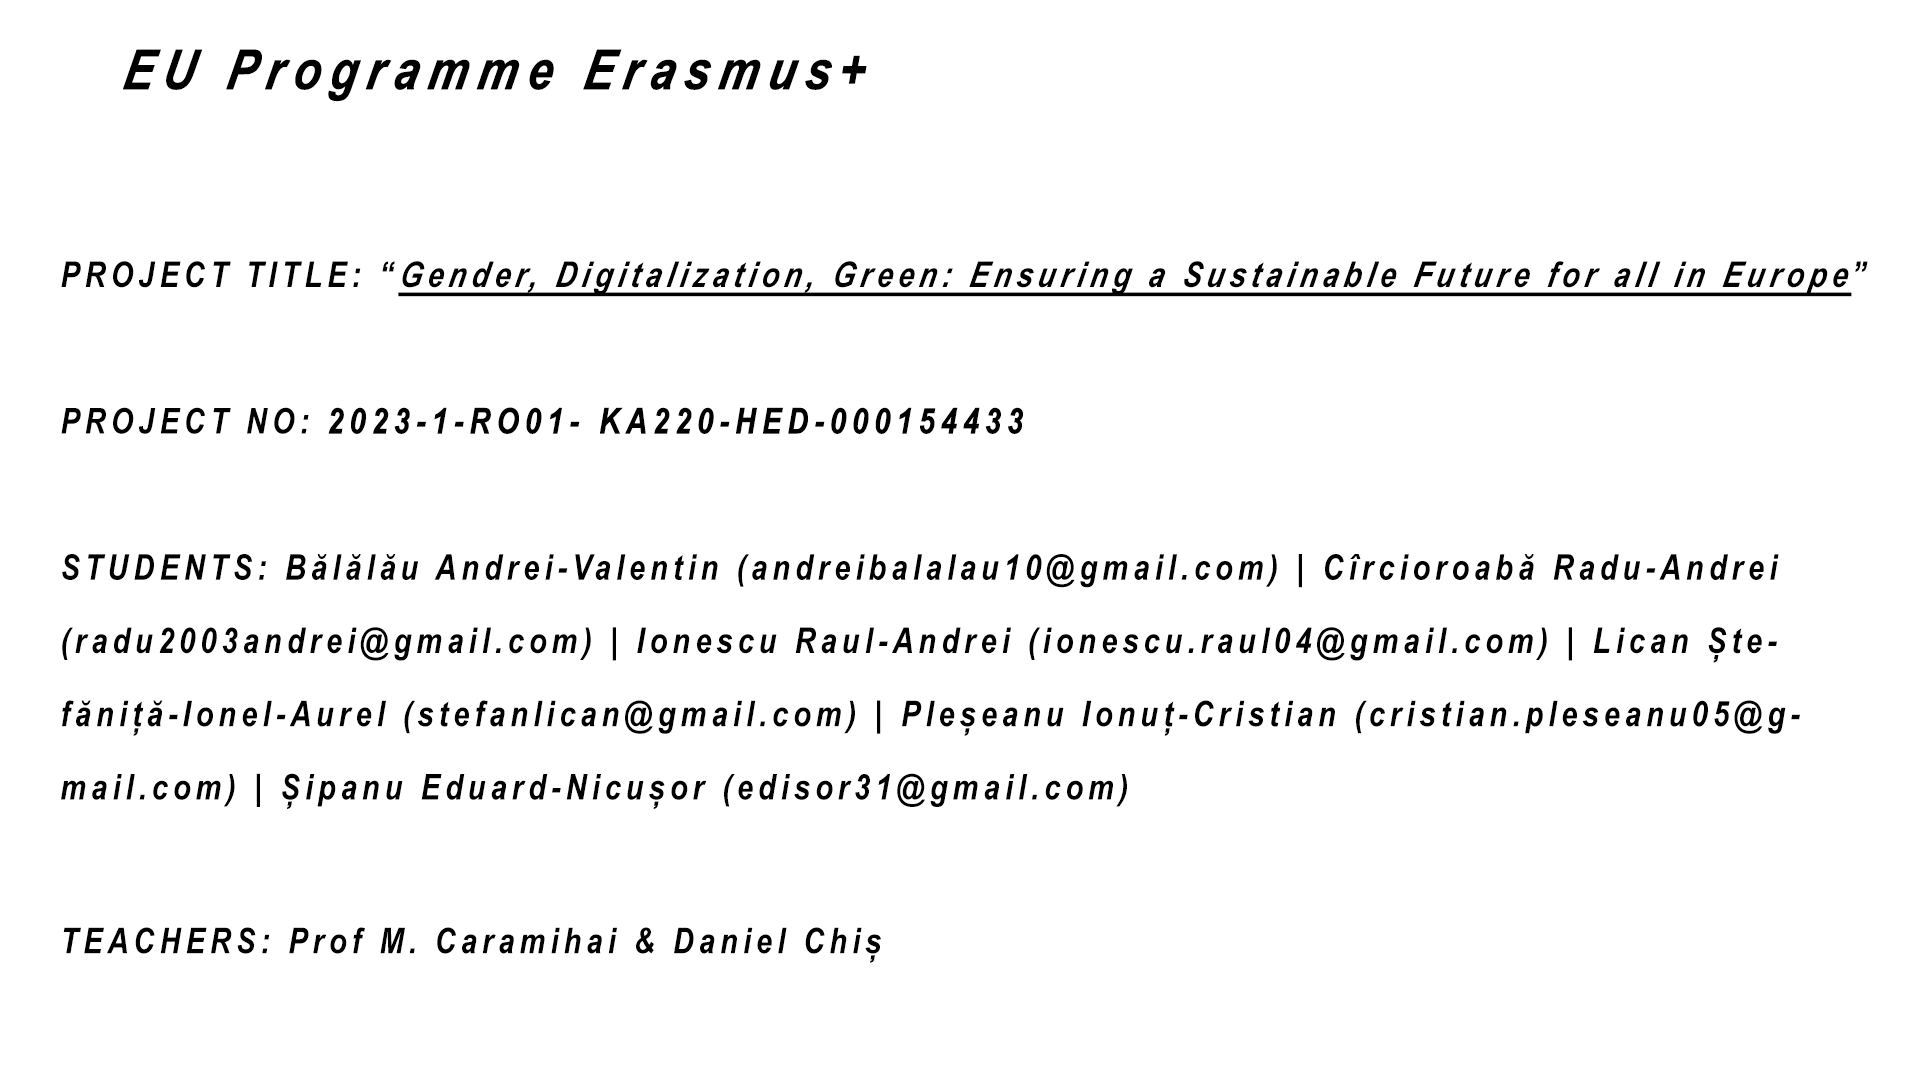 EU Programme Erasmus+
PROJECT TITLE: “Gender, Digitalization, Green: Ensuring a Sustainable Future for all in Europe”
PROJECT NO: 2023-1-RO01- KA220-HED-000154433
STUDENTS: Bălălău Andrei-Valentin (andreibalalau10@gmail.com) | Cîrcioroabă Radu-Andrei
(radu2003andrei@gmail.com) | Ionescu Raul-Andrei (ionescu.raul04@gmail.com) | Lican Ște-
făniță-Ionel-Aurel (stefanlican@gmail.com) | Pleșeanu Ionuț-Cristian (cristian.pleseanu05@g-
mail.com) | Șipanu Eduard-Nicușor (edisor31@gmail.com)
TEACHERS: Prof M. Caramihai & Daniel Chiș